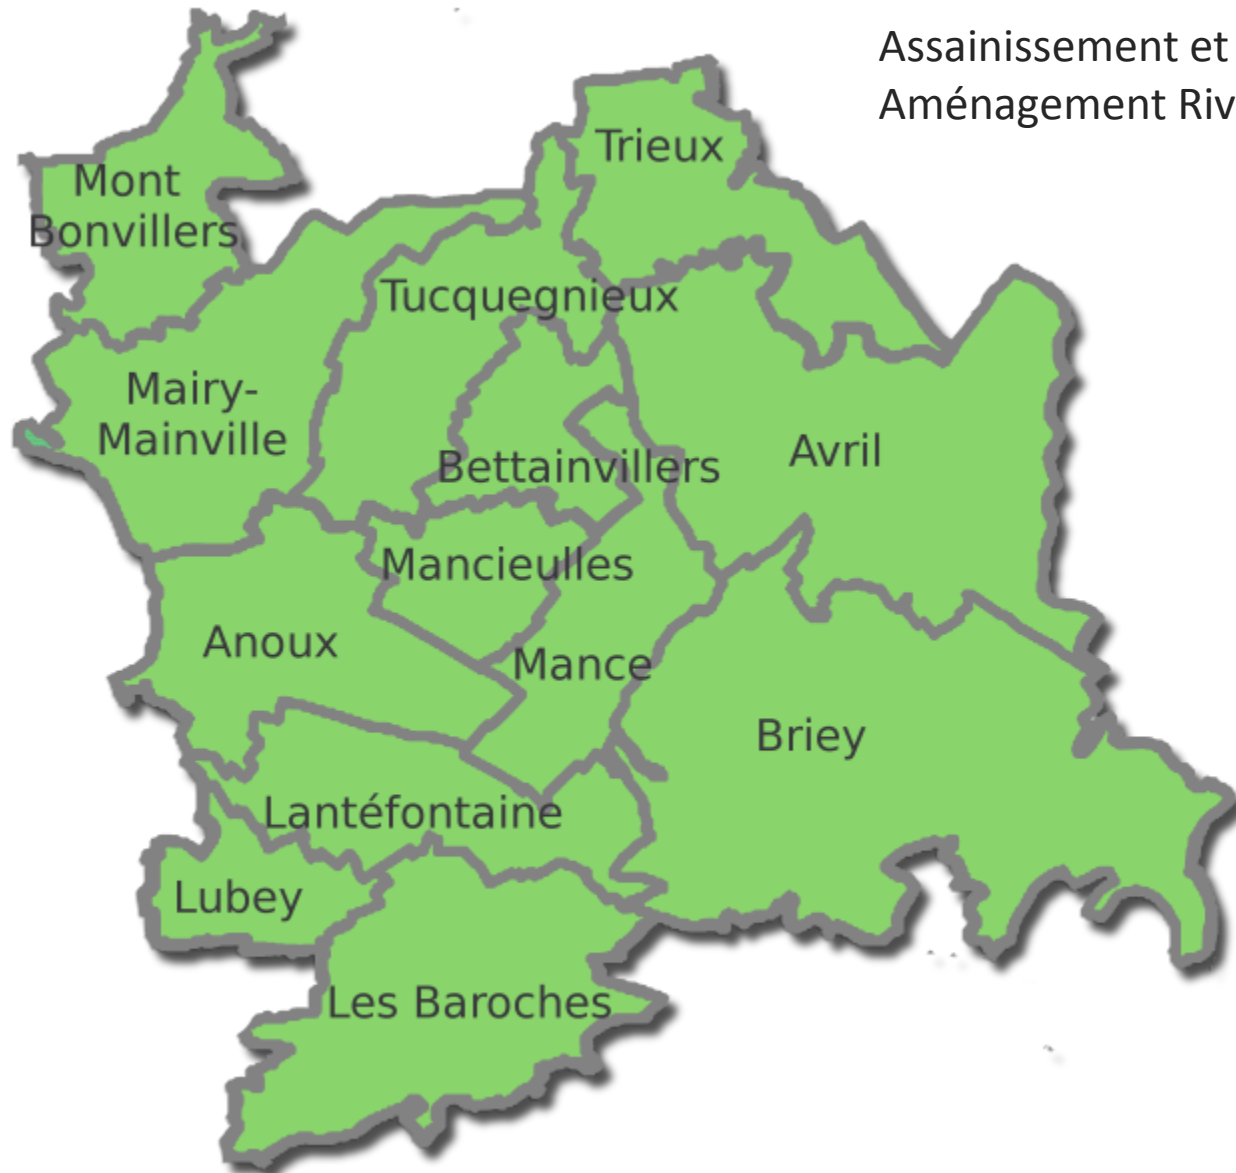 Assainissement et
Aménagement Riv
Trieux
Mont
Bonvillers
Tucquegnieux
Mairy-
Mainville
Avril
Bettainvillers
Mancieulles
Anoux
Mance
Briey
Lantéfontaine
Lubey
Les Baroches